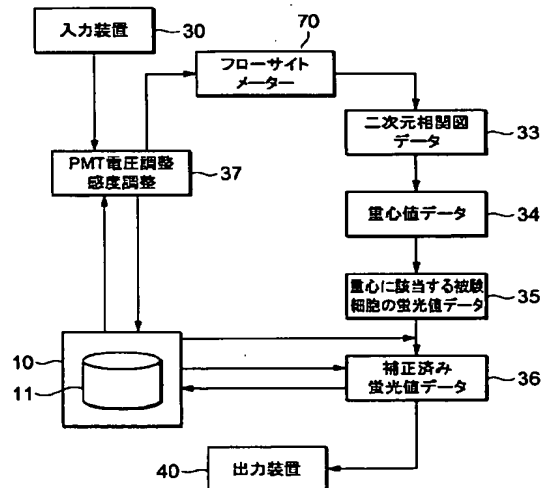 入力装置
30
70
フローサイト
メーター
二次元相関図
データ
33
PMT電圧調整
感度調整
37
重心値データ
34
重心に該当する被験
細胞の蛍光値データ
35
10
11
補正済み
蛍光値データ
36
出力装置
40